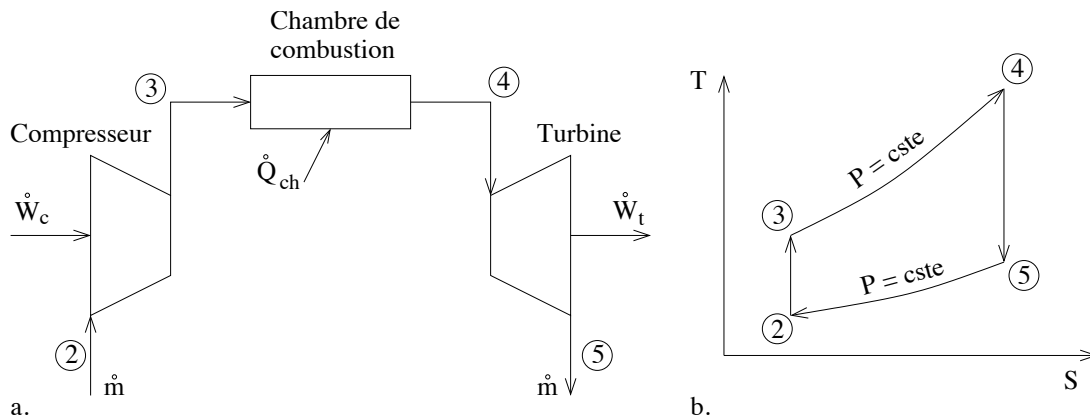 Chambre de
combustion
3
4
Compresseur
Turbine
Q̊ch
W̊c
W̊t
2
5
m̊
m̊
a.
T
4
P = cste
3
P = cste
5
2
S
b.